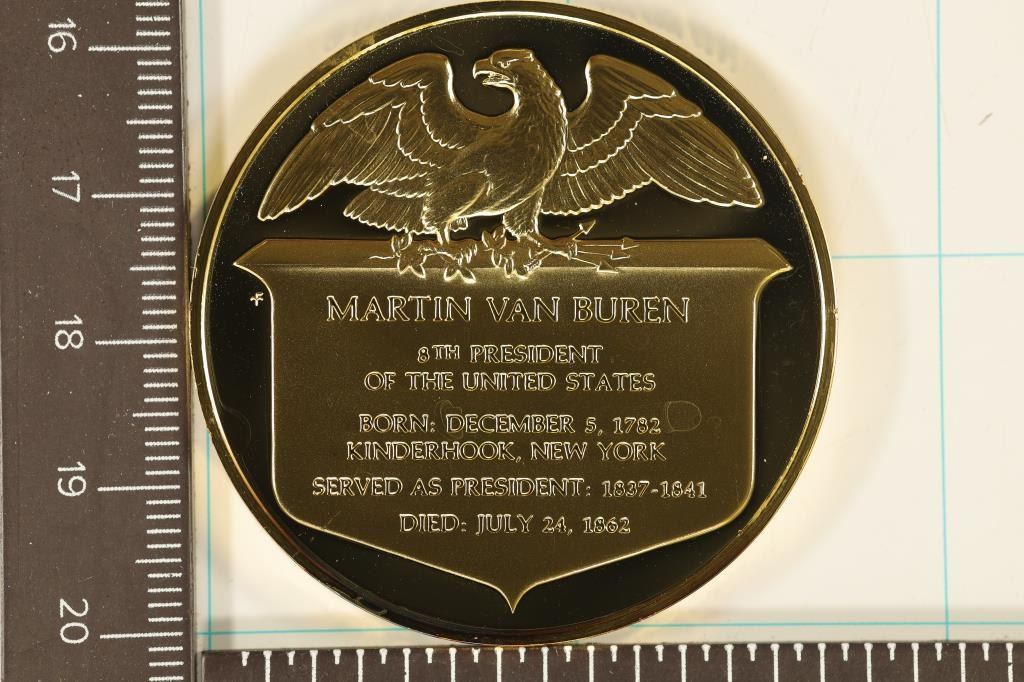 MARTIN VAN BUREN
8TH PRESIDENT
OF THE UNITED STATES
BORN: DECEMBER 5, 1782
KINDERHOOK, NEW YORK
SERVED AS PRESIDENT: 1837-1841
DIED: JULY 24, 1862
16
17
18
19
20